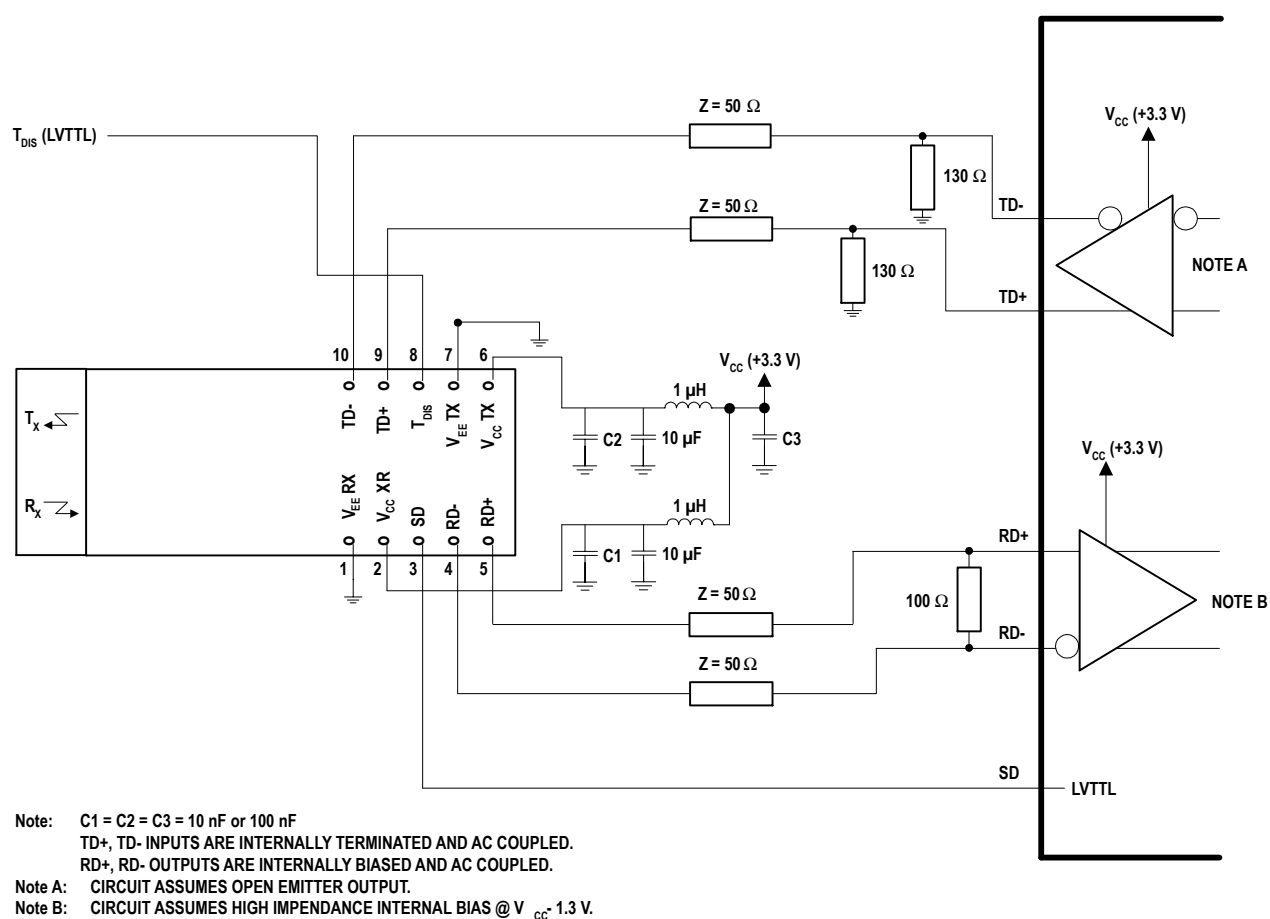 Z = 50 Ω
V_CC (+3.3 V)
T_DIS (LVTTL)
130 Ω
Z = 50 Ω
TD-
130 Ω
NOTE A
TD+
10
9
8
7
6
V_CC (+3.3 V)
1 µH
T_X
TD-
TD+
T_DIS
V_EE TX
V_CC TX
C2
10 µF
C3
V_CC (+3.3 V)
R_X
V_EE RX
V_CC XR
SD
RD-
RD+
1 µH
C1
10 µF
RD+
1
2
3
4
5
Z = 50 Ω
100 Ω
NOTE B
RD-
Z = 50 Ω
SD
LVTTL
Note: C1 = C2 = C3 = 10 nF or 100 nF
TD+, TD- INPUTS ARE INTERNALLY TERMINATED AND AC COUPLED.
RD+, RD- OUTPUTS ARE INTERNALLY BIASED AND AC COUPLED.
Note A: CIRCUIT ASSUMES OPEN EMITTER OUTPUT.
Note B: CIRCUIT ASSUMES HIGH IMPENDANCE INTERNAL BIAS @ V_CC- 1.3 V.